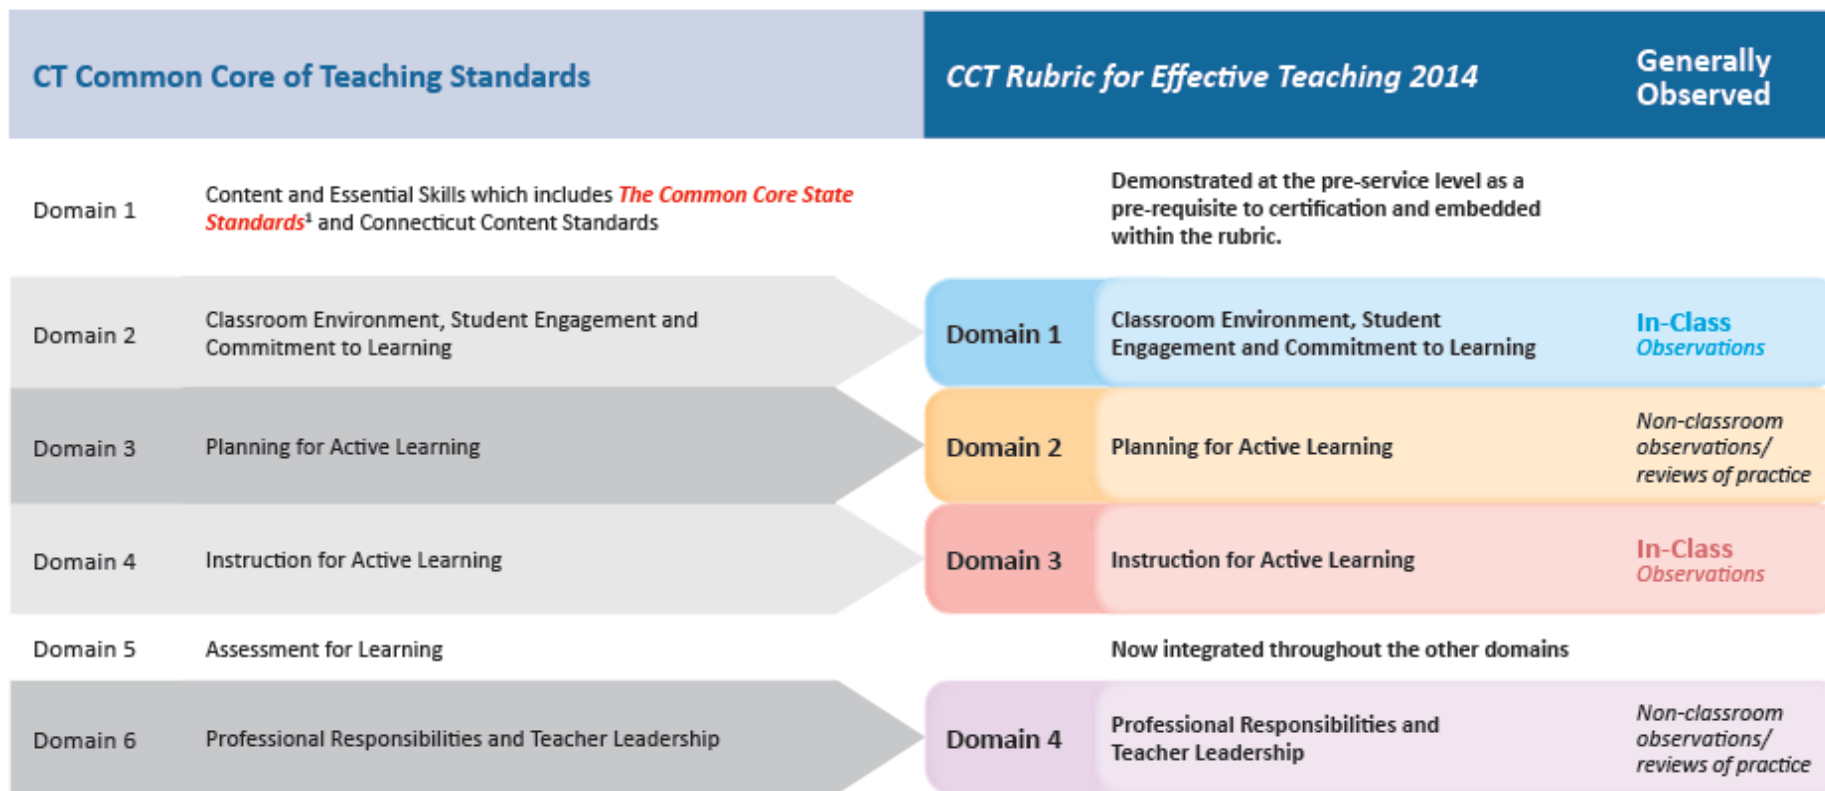 CT Common Core of Teaching Standards
CCT Rubric for Effective Teaching 2014
Generally
Observed
Domain 1
Content and Essential Skills which includes The Common Core State
Standards¹ and Connecticut Content Standards
Demonstrated at the pre-service level as a
pre-requisite to certification and embedded
within the rubric.
Domain 2
Classroom Environment, Student Engagement and
Commitment to Learning
Domain 1
Classroom Environment, Student
Engagement and Commitment to Learning
In-Class
Observations
Domain 3
Planning for Active Learning
Domain 2
Planning for Active Learning
Non-classroom
observations/
reviews of practice
Domain 4
Instruction for Active Learning
Domain 3
Instruction for Active Learning
In-Class
Observations
Domain 5
Assessment for Learning
Now integrated throughout the other domains
Domain 6
Professional Responsibilities and Teacher Leadership
Domain 4
Professional Responsibilities and
Teacher Leadership
Non-classroom
observations/
reviews of practice